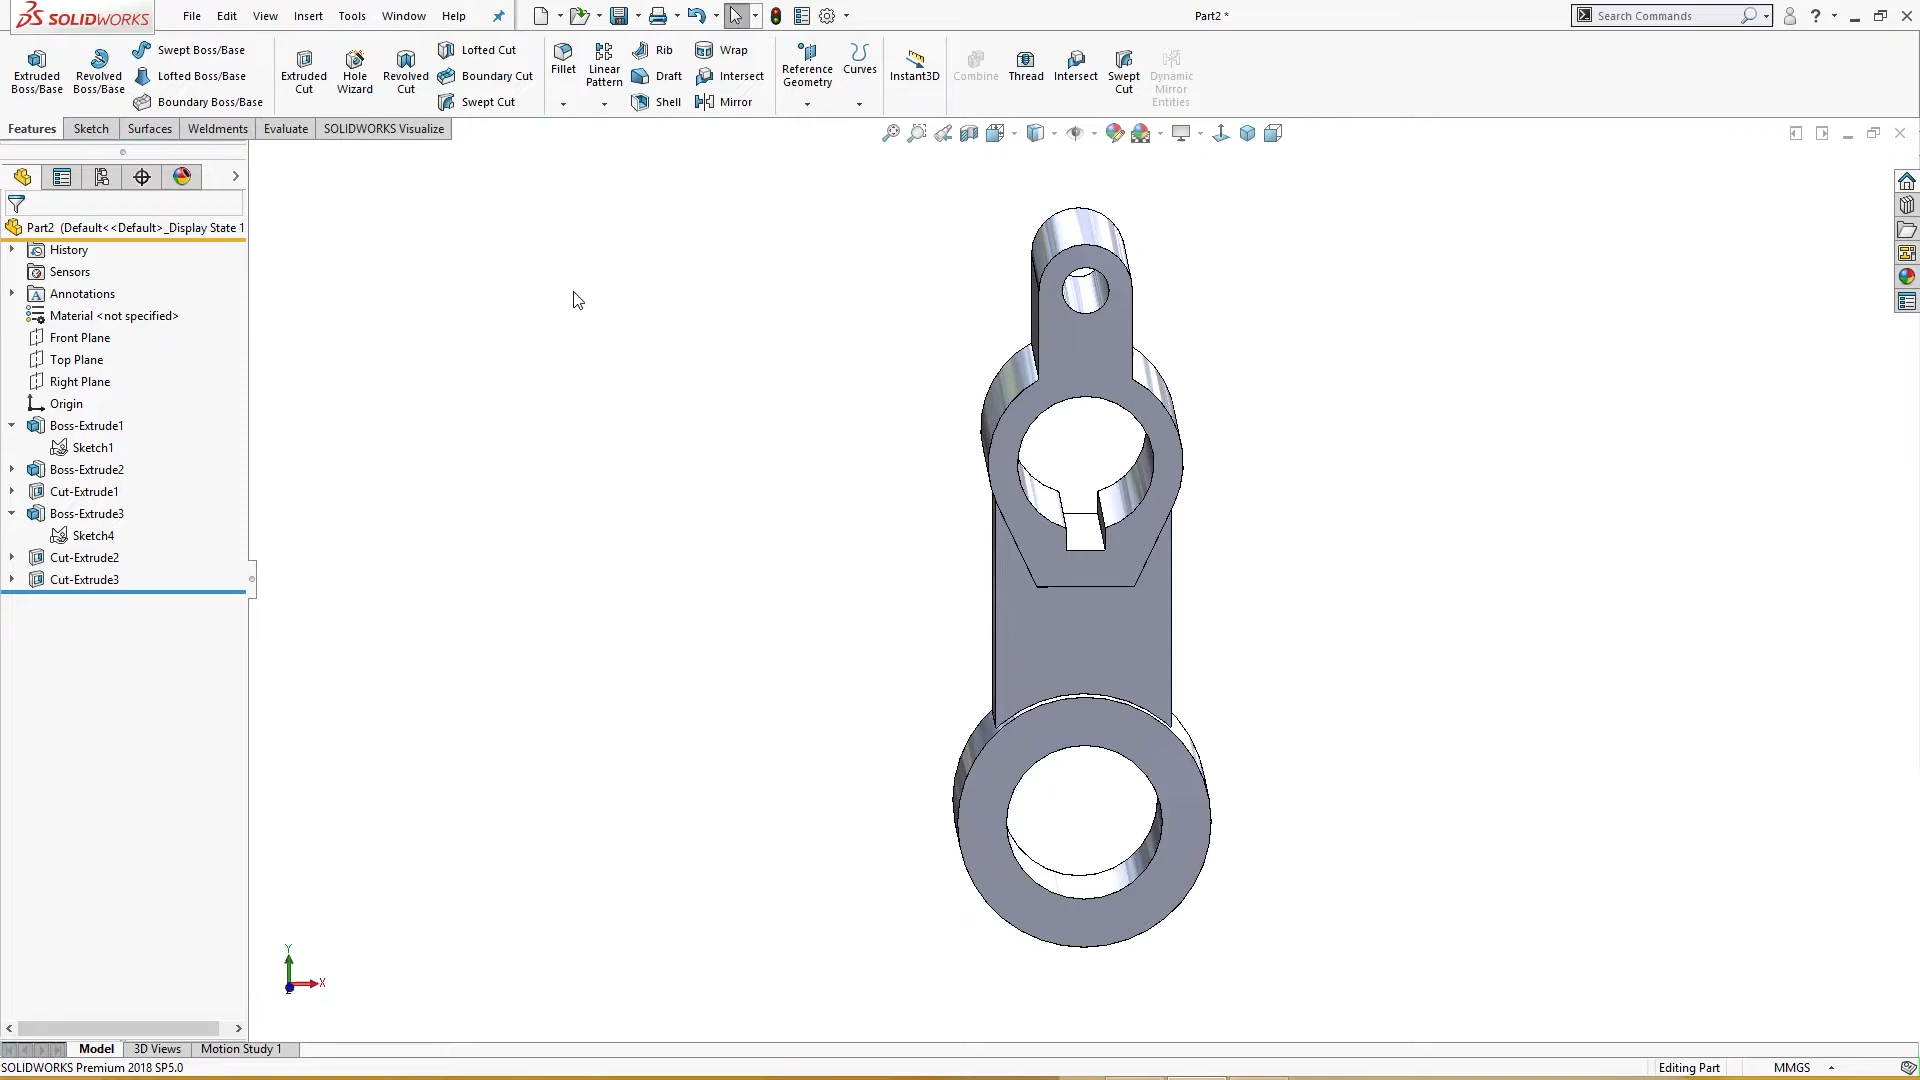 SOLIDWORKS
File Edit View Insert Tools Window Help
Part2 *
Search Commands
Extruded Boss/Base
Revolved Boss/Base
Swept Boss/Base
Lofted Boss/Base
Boundary Boss/Base
Extruded Cut
Hole Wizard
Revolved Cut
Lofted Cut
Boundary Cut
Swept Cut
Fillet
Linear Pattern
Rib
Draft
Shell
Wrap
Intersect
Mirror
Reference Geometry
Curves
Instant3D
Combine
Thread
Intersect
Swept Cut
Dynamic Mirror Entities
Features Sketch Surfaces Weldments Evaluate SOLIDWORKS Visualize
Part2 (Default<<Default>_Display State 1
History
Sensors
Annotations
Material <not specified>
Front Plane
Top Plane
Right Plane
Origin
Boss-Extrude1
Sketch1
Boss-Extrude2
Cut-Extrude1
Boss-Extrude3
Sketch4
Cut-Extrude2
Cut-Extrude3
Y
X
Z
Model 3D Views Motion Study 1
SOLIDWORKS Premium 2018 SP5.0
Editing Part
MMGS